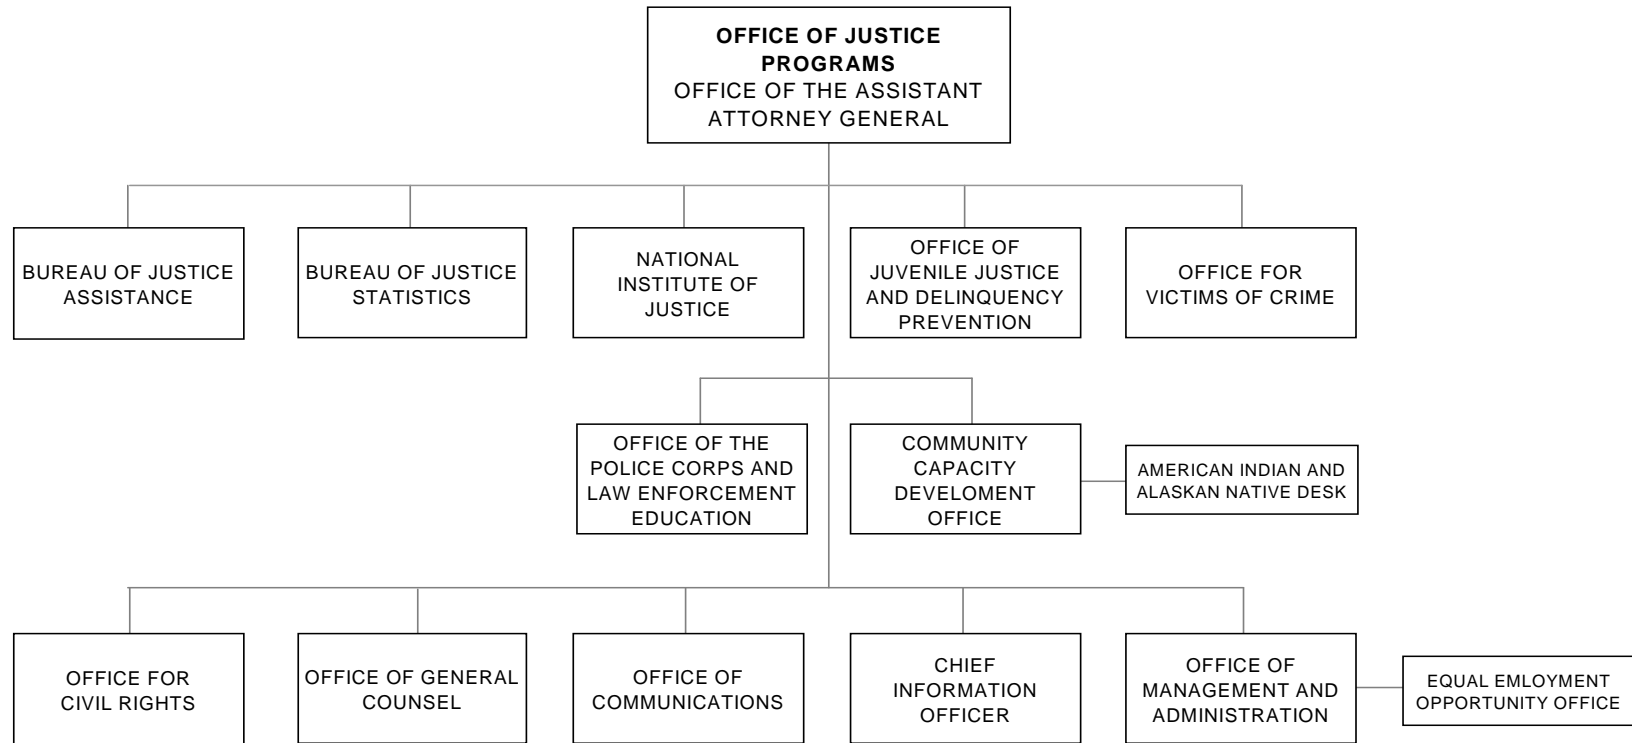 OFFICE OF JUSTICE
PROGRAMS
OFFICE OF THE ASSISTANT
ATTORNEY GENERAL
BUREAU OF JUSTICE
ASSISTANCE
BUREAU OF JUSTICE
STATISTICS
NATIONAL
INSTITUTE OF
JUSTICE
OFFICE OF
JUVENILE JUSTICE
AND DELINQUENCY
PREVENTION
OFFICE FOR
VICTIMS OF CRIME
OFFICE OF THE
POLICE CORPS AND
LAW ENFORCEMENT
EDUCATION
COMMUNITY
CAPACITY
DEVELOMENT
OFFICE
AMERICAN INDIAN AND
ALASKAN NATIVE DESK
OFFICE FOR
CIVIL RIGHTS
OFFICE OF GENERAL
COUNSEL
OFFICE OF
COMMUNICATIONS
CHIEF
INFORMATION
OFFICER
OFFICE OF
MANAGEMENT AND
ADMINISTRATION
EQUAL EMLOYMENT
OPPORTUNITY OFFICE